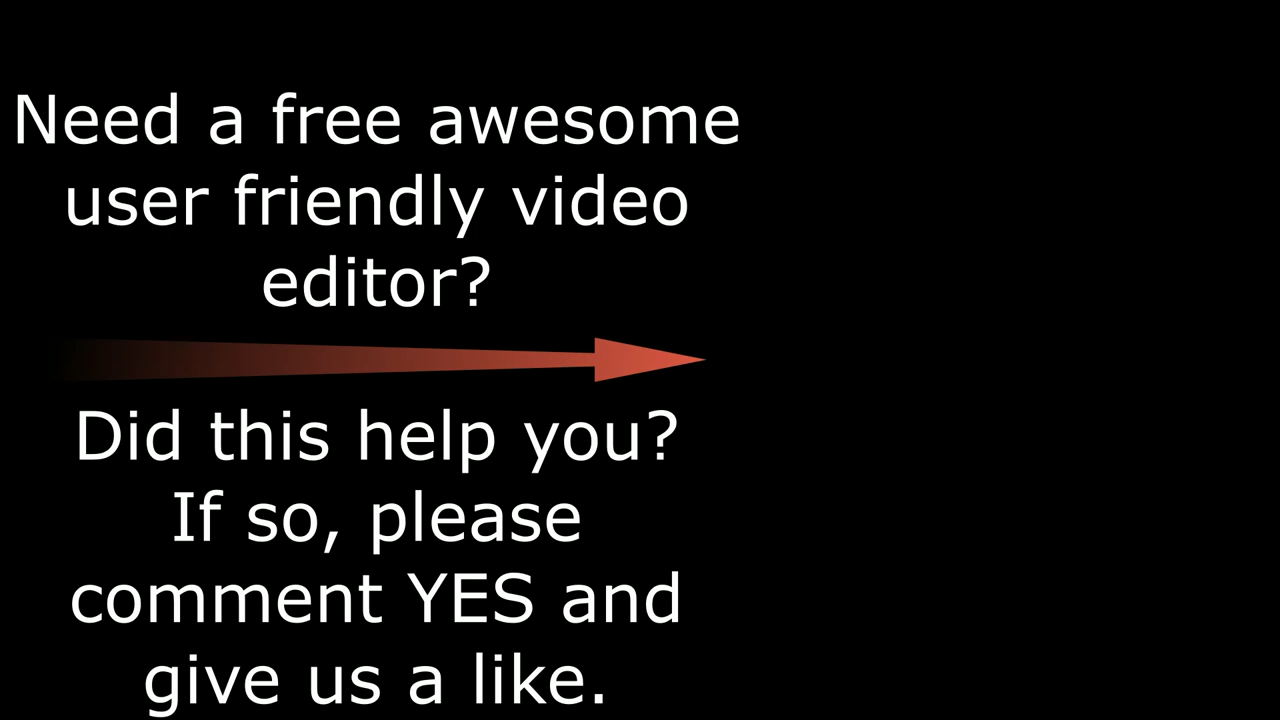 Need a free awesome
user friendly video
editor?
Did this help you?
If so, please
comment YES and
give us a like.